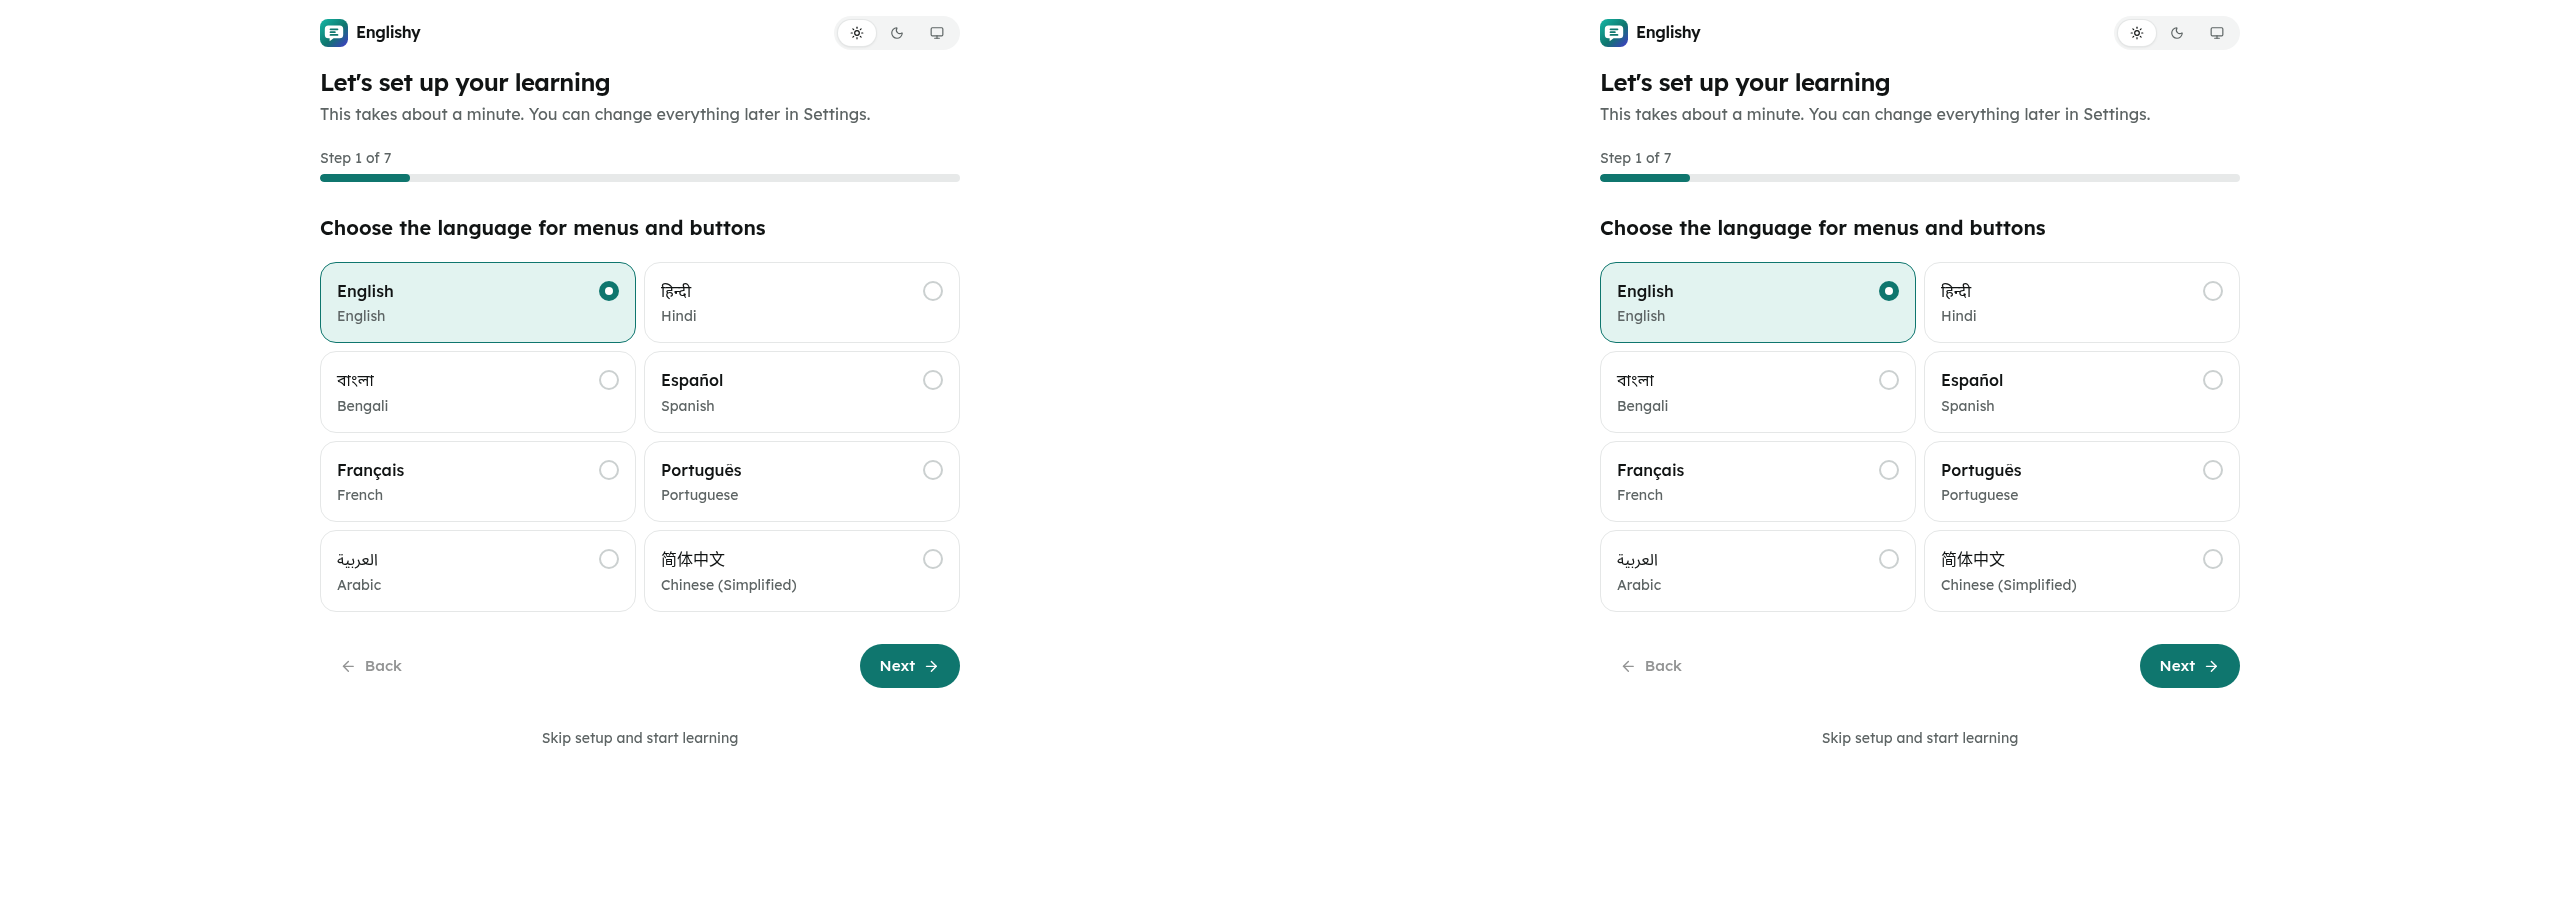 Englishy
Let's set up your learning
This takes about a minute. You can change everything later in Settings.
Step 1 of 7
Choose the language for menus and buttons
English
English
हिन्दी
Hindi
বাংলা
Bengali
Español
Spanish
Français
French
Português
Portuguese
العربية
Arabic
简体中文
Chinese (Simplified)
Back
Next
Skip setup and start learning
Englishy
Let's set up your learning
This takes about a minute. You can change everything later in Settings.
Step 1 of 7
Choose the language for menus and buttons
English
English
हिन्दी
Hindi
বাংলা
Bengali
Español
Spanish
Français
French
Português
Portuguese
العربية
Arabic
简体中文
Chinese (Simplified)
Back
Next
Skip setup and start learning